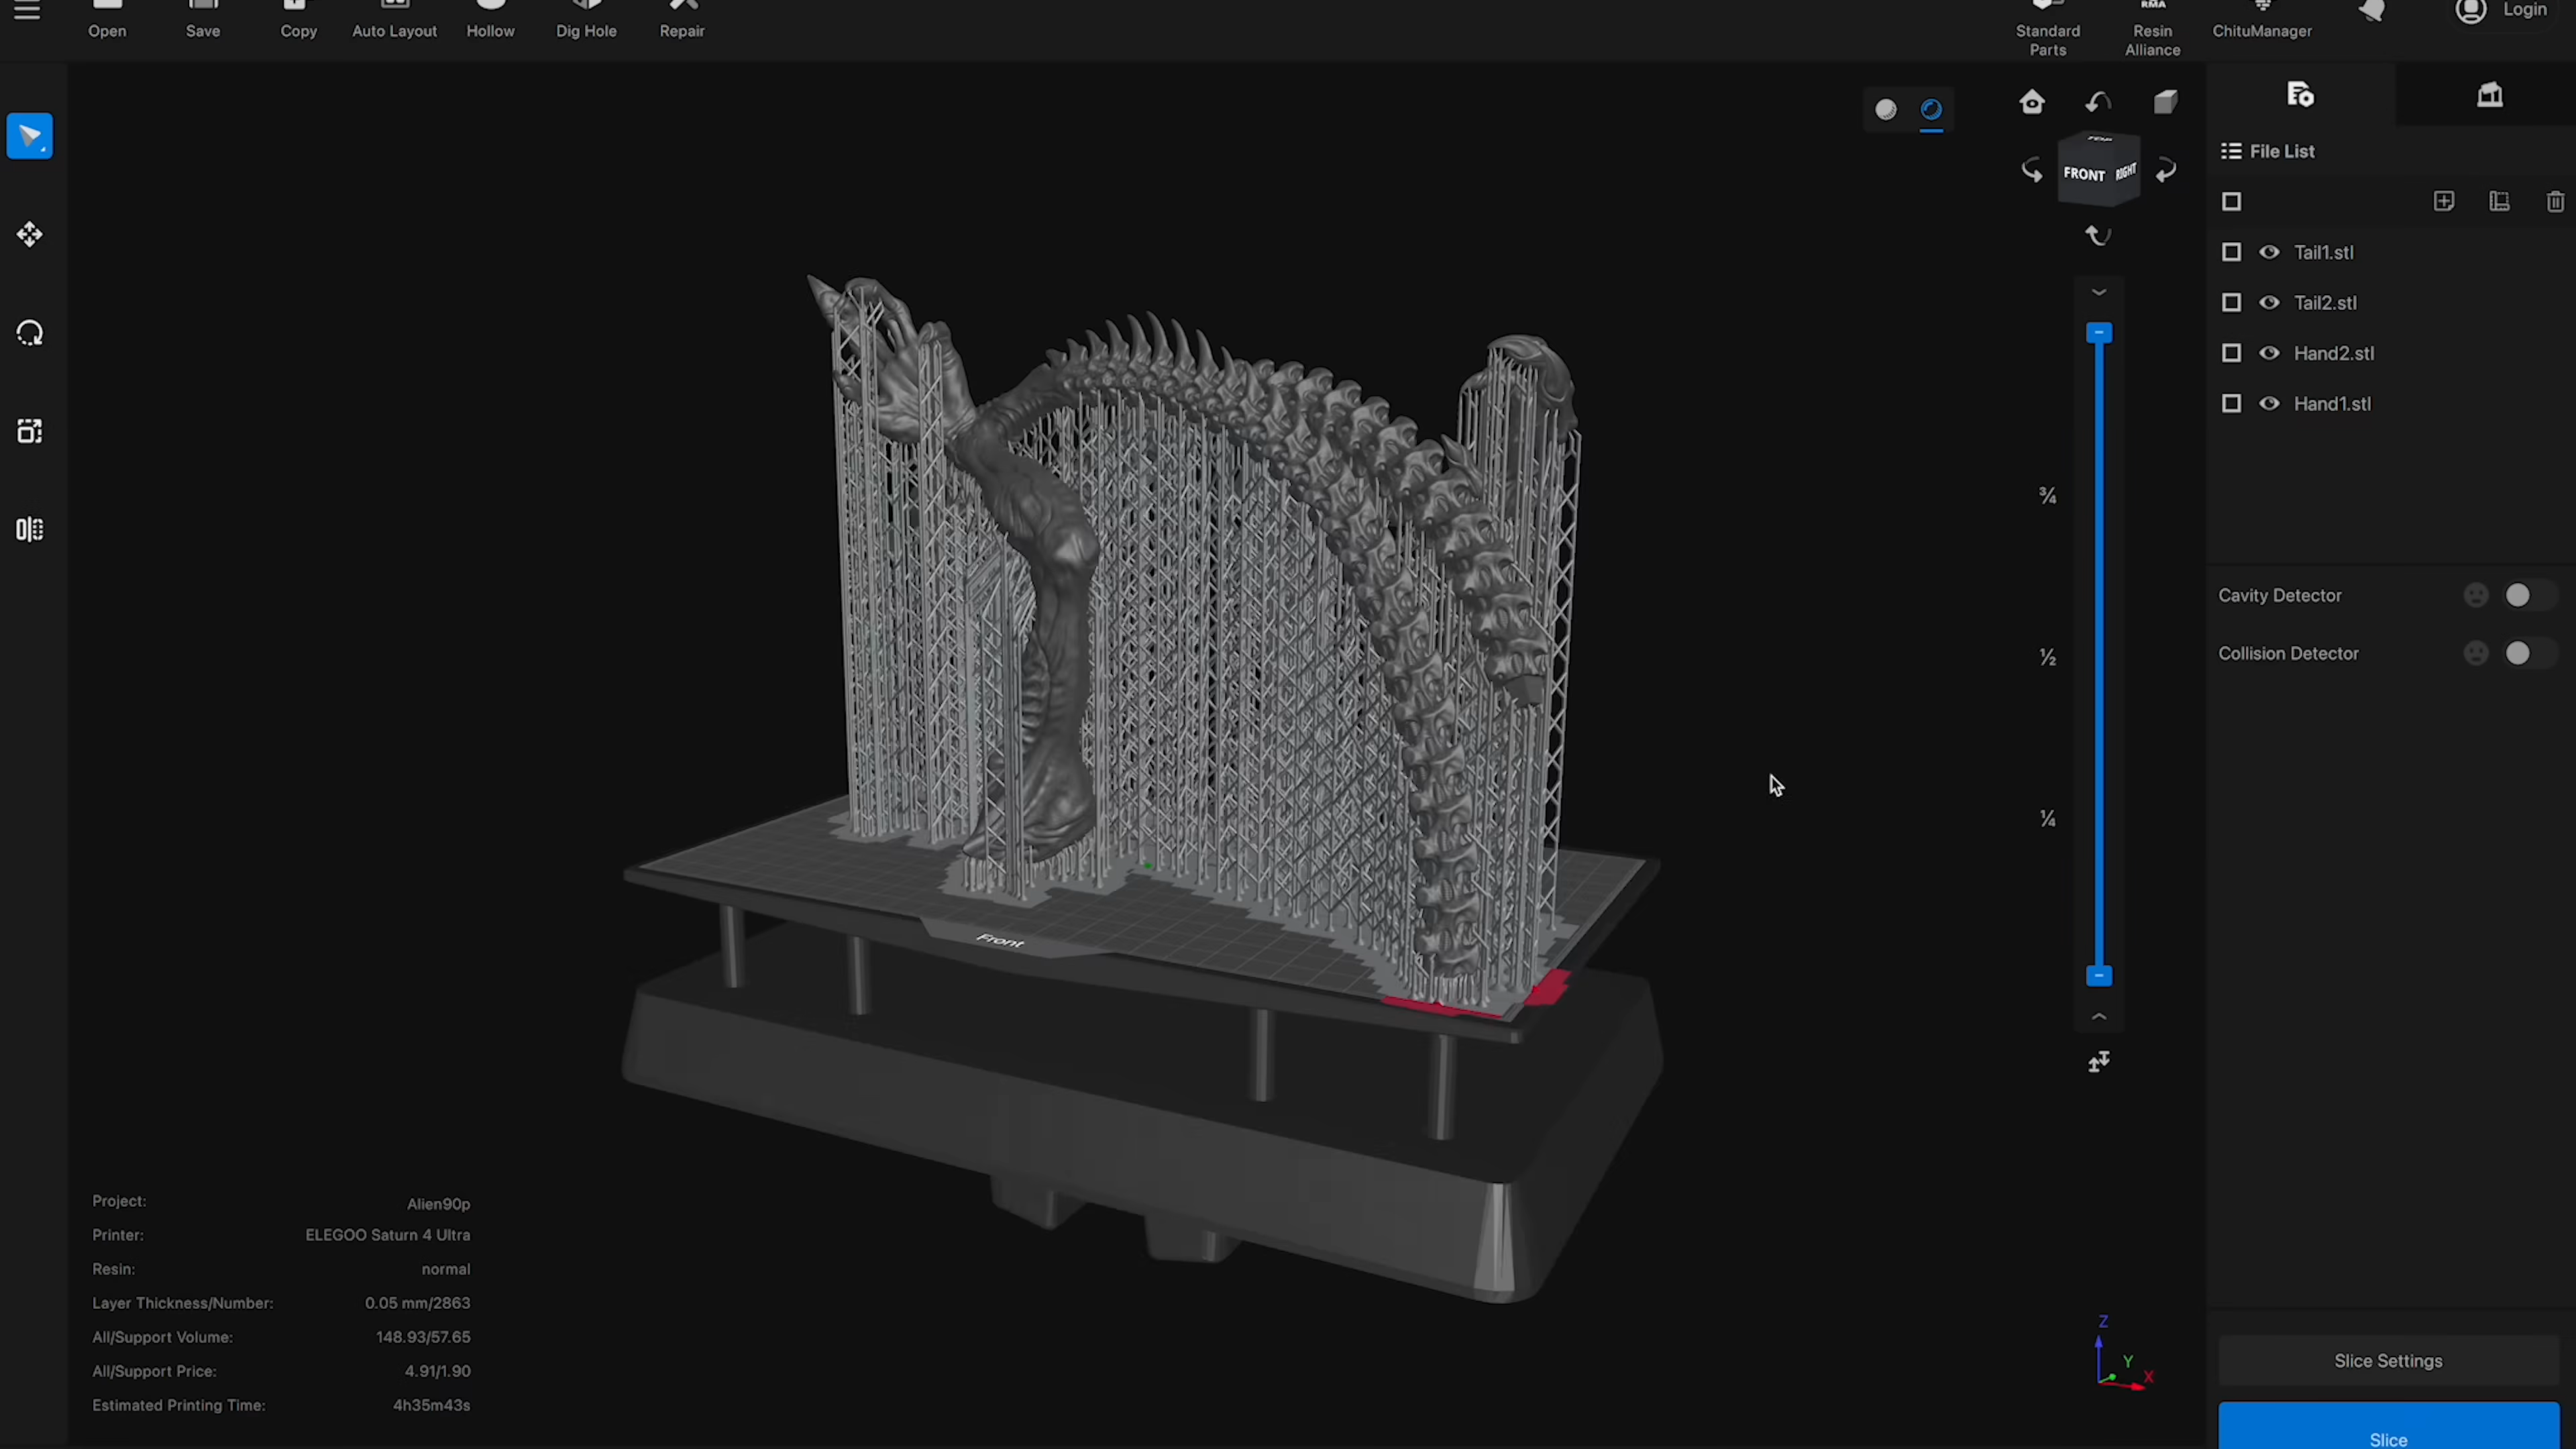 Open
Save
Copy
Auto Layout
Hollow
Dig Hole
Repair
Standard
Parts
RMA
Resin
Alliance
ChituManager
Login
TOP
FRONT
RIGHT
File List
Tail1.stl
Tail2.stl
Hand2.stl
Hand1.stl
¾
½
¼
Cavity Detector
Collision Detector
Front
Project: Alien90p
Printer: ELEGOO Saturn 4 Ultra
Resin: normal
Layer Thickness/Number: 0.05 mm/2863
All/Support Volume: 148.93/57.65
All/Support Price: 4.91/1.90
Estimated Printing Time: 4h35m43s
Z
Y
X
Slice Settings
Slice